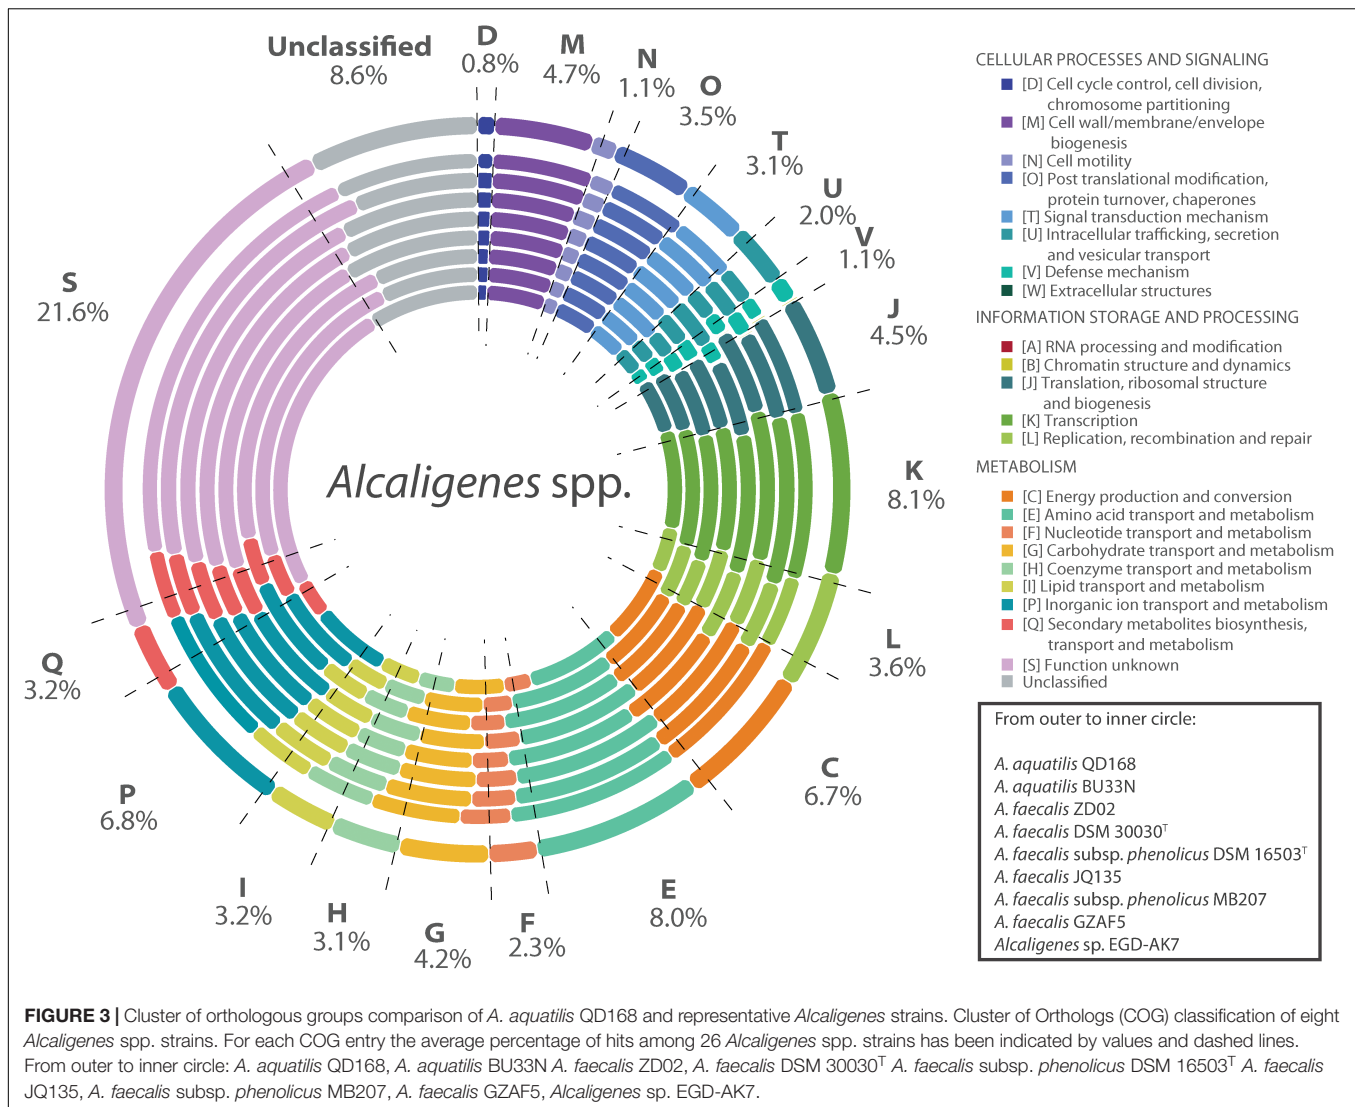 Unclassified
8.6%
D
0.8%
M
4.7%
N
1.1%
O
3.5%
T
3.1%
U
2.0%
V
1.1%
J
4.5%
K
8.1%
L
3.6%
C
6.7%
E
8.0%
F
2.3%
G
4.2%
H
3.1%
I
3.2%
P
6.8%
Q
3.2%
S
21.6%
Alcaligenes spp.
CELLULAR PROCESSES AND SIGNALING
[D] Cell cycle control, cell division,
chromosome partitioning
[M] Cell wall/membrane/envelope
biogenesis
[N] Cell motility
[O] Post translational modification,
protein turnover, chaperones
[T] Signal transduction mechanism
[U] Intracellular trafficking, secretion
and vesicular transport
[V] Defense mechanism
[W] Extracellular structures
INFORMATION STORAGE AND PROCESSING
[A] RNA processing and modification
[B] Chromatin structure and dynamics
[J] Translation, ribosomal structure
and biogenesis
[K] Transcription
[L] Replication, recombination and repair
METABOLISM
[C] Energy production and conversion
[E] Amino acid transport and metabolism
[F] Nucleotide transport and metabolism
[G] Carbohydrate transport and metabolism
[H] Coenzyme transport and metabolism
[I] Lipid transport and metabolism
[P] Inorganic ion transport and metabolism
[Q] Secondary metabolites biosynthesis,
transport and metabolism
[S] Function unknown
Unclassified
From outer to inner circle:
A. aquatilis QD168
A. aquatilis BU33N
A. faecalis ZD02
A. faecalis DSM 30030ᵀ
A. faecalis subsp. phenolicus DSM 16503ᵀ
A. faecalis JQ135
A. faecalis subsp. phenolicus MB207
A. faecalis GZAF5
Alcaligenes sp. EGD-AK7
FIGURE 3 | Cluster of orthologous groups comparison of A. aquatilis QD168 and representative Alcaligenes strains. Cluster of Orthologs (COG) classification of eight
Alcaligenes spp. strains. For each COG entry the average percentage of hits among 26 Alcaligenes spp. strains has been indicated by values and dashed lines.
From outer to inner circle: A. aquatilis QD168, A. aquatilis BU33N A. faecalis ZD02, A. faecalis DSM 30030ᵀ A. faecalis subsp. phenolicus DSM 16503ᵀ A. faecalis
JQ135, A. faecalis subsp. phenolicus MB207, A. faecalis GZAF5, Alcaligenes sp. EGD-AK7.